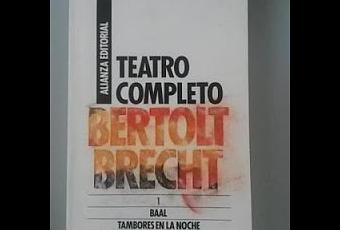 ALIANZA EDITORIAL
TEATRO
COMPLETO
BERTOLT
BRECHT
1
BAAL
TAMBORES EN LA NOCHE